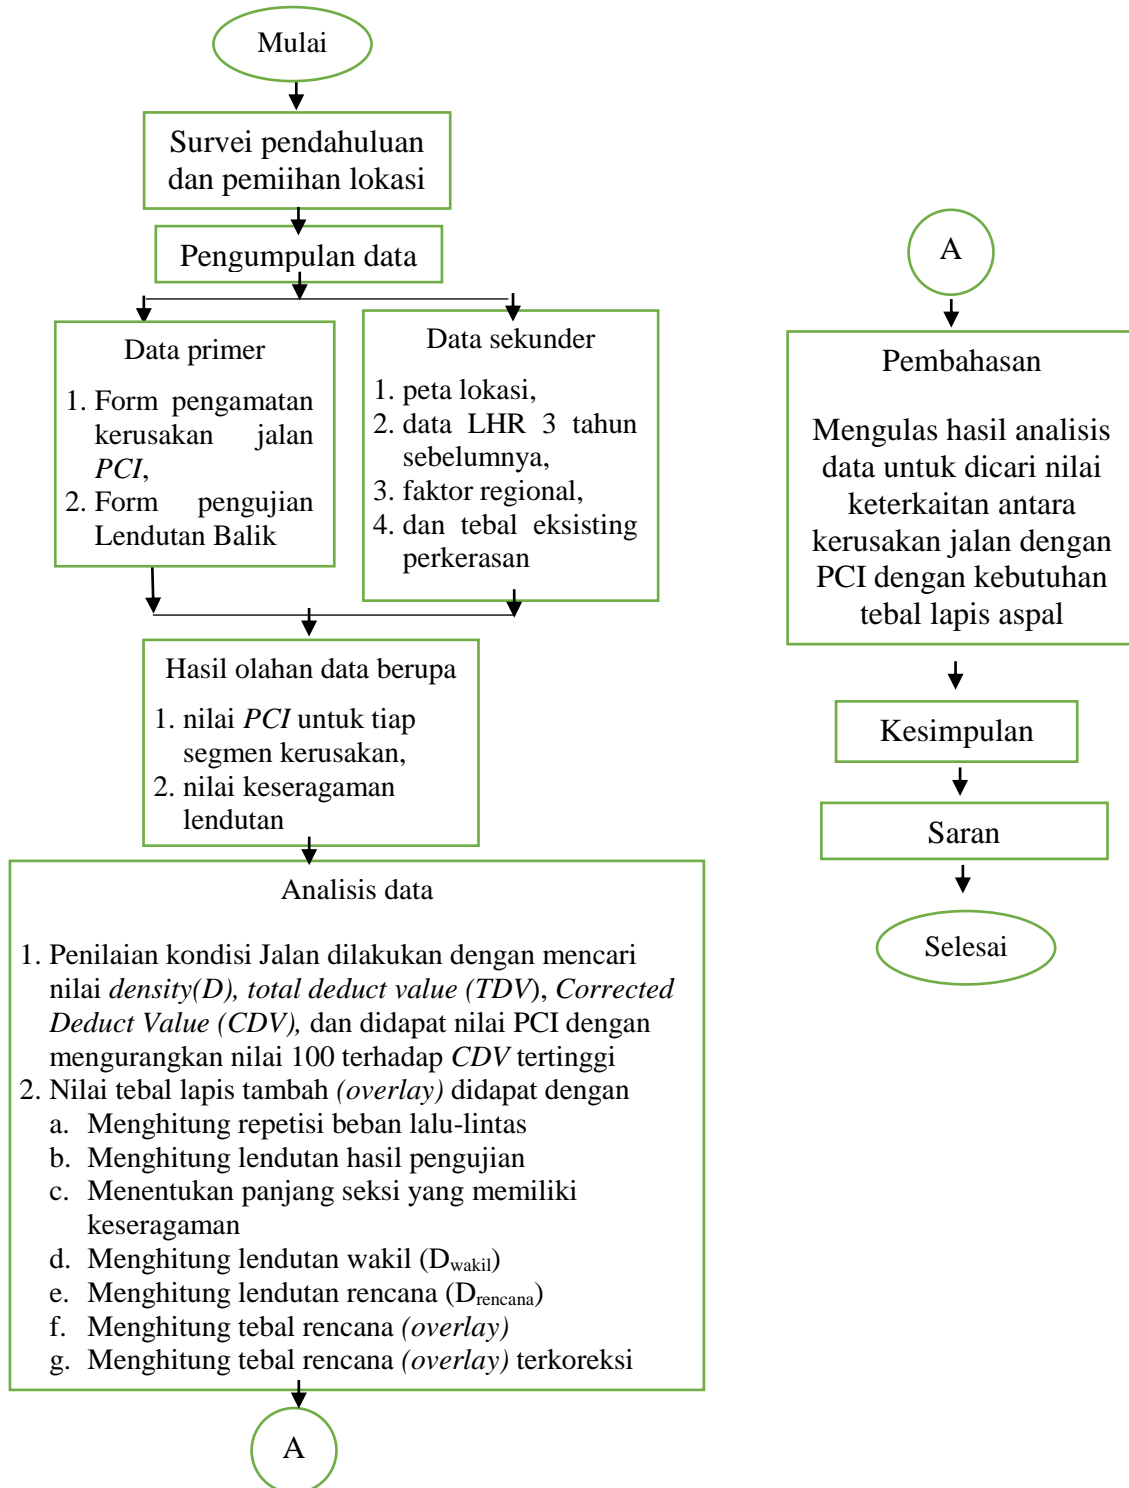 Mulai
Survei pendahuluan
dan pemiihan lokasi
Pengumpulan data
Data primer
1. Form pengamatan
kerusakan jalan
PCI,
2. Form pengujian
Lendutan Balik
Data sekunder
1. peta lokasi,
2. data LHR 3 tahun
sebelumnya,
3. faktor regional,
4. dan tebal eksisting
perkerasan
Hasil olahan data berupa
1. nilai PCI untuk tiap
segmen kerusakan,
2. nilai keseragaman
lendutan
Analisis data
1. Penilaian kondisi Jalan dilakukan dengan mencari
nilai density(D), total deduct value (TDV), Corrected
Deduct Value (CDV), dan didapat nilai PCI dengan
mengurangkan nilai 100 terhadap CDV tertinggi
2. Nilai tebal lapis tambah (overlay) didapat dengan
a. Menghitung repetisi beban lalu-lintas
b. Menghitung lendutan hasil pengujian
c. Menentukan panjang seksi yang memiliki
keseragaman
d. Menghitung lendutan wakil (Dwakil)
e. Menghitung lendutan rencana (Drencana)
f. Menghitung tebal rencana (overlay)
g. Menghitung tebal rencana (overlay) terkoreksi
A
A
Pembahasan
Mengulas hasil analisis
data untuk dicari nilai
keterkaitan antara
kerusakan jalan dengan
PCI dengan kebutuhan
tebal lapis aspal
Kesimpulan
Saran
Selesai